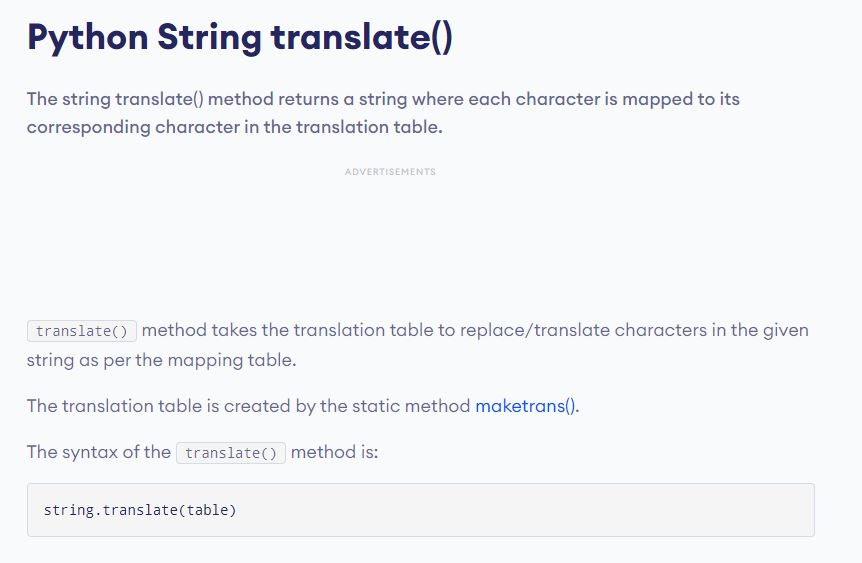 Python String translate()
The string translate() method returns a string where each character is mapped to its
corresponding character in the translation table.
ADVERTISEMENTS
translate() method takes the translation table to replace/translate characters in the given
string as per the mapping table.
The translation table is created by the static method maketrans().
The syntax of the translate() method is:
string.translate(table)